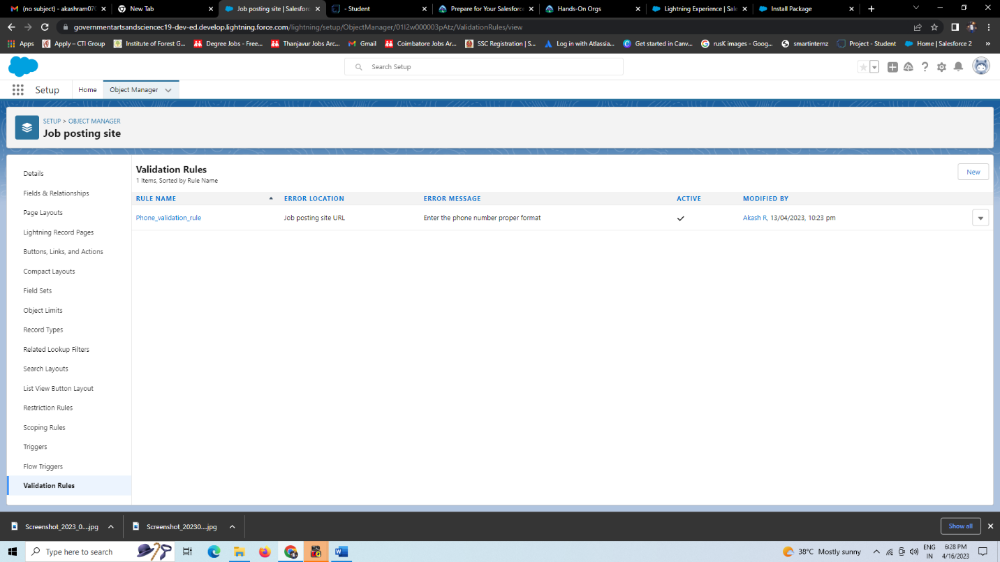 (no subject) - akashram070
New Tab
Job posting site | Salesforc
- Student
Prepare for Your Salesforc
Hands-On Orgs
Lightning Experience | Sale
Install Package
governmentartsandsciencec19-dev-ed.develop.lightning.force.com/lightning/setup/ObjectManager/01I2w000003pAtz/ValidationRules/view
Apps
Apply – CTI Group
Institute of Forest G...
Degree Jobs - Free...
Thanjavur Jobs Arc...
Gmail
Coimbatore Jobs Ar...
SSC Registration | S...
Log in with Atlassia...
Get started in Canv...
rusK images - Goog...
smartinternz
Project - Student
Home | Salesforce 2
»
Search Setup
Setup
Home
Object Manager
SETUP > OBJECT MANAGER
Job posting site
Details
Fields & Relationships
Page Layouts
Lightning Record Pages
Buttons, Links, and Actions
Compact Layouts
Field Sets
Object Limits
Record Types
Related Lookup Filters
Search Layouts
List View Button Layout
Restriction Rules
Scoping Rules
Triggers
Flow Triggers
Validation Rules
Validation Rules
1 Items, Sorted by Rule Name
New
RULE NAME ERROR LOCATION ERROR MESSAGE ACTIVE MODIFIED BY
Phone_validation_rule Job posting site URL Enter the phone number proper format Akash R, 13/04/2023, 10:23 pm
Screenshot_2023_0....jpg
Screenshot_20230....jpg
Show all
Type here to search
38°C Mostly sunny
ENG
IN
6:28 PM
4/16/2023